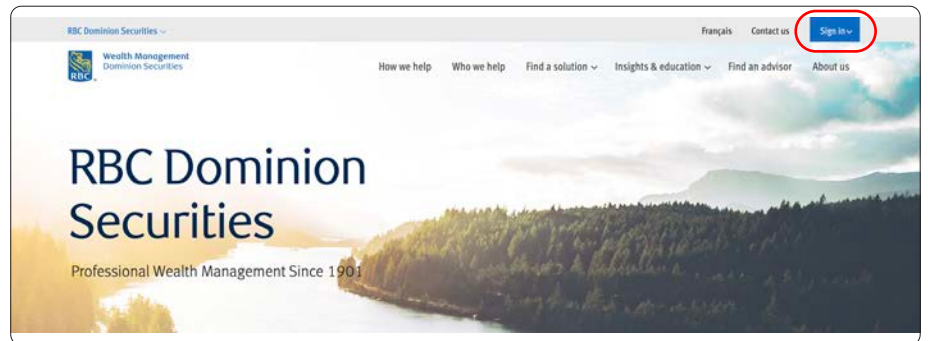 RBC Dominion Securities
Français Contact us Sign in
RBC
Wealth Management
Dominion Securities
How we help Who we help Find a solution Insights & education Find an advisor About us
RBC Dominion
Securities
Professional Wealth Management Since 1901